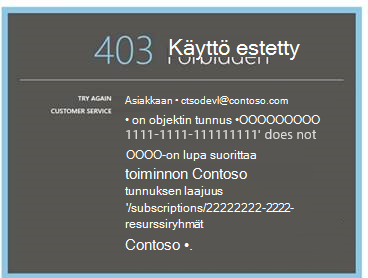 403 Käyttö estetty
Forbidden
TRY AGAIN
CUSTOMER SERVICE
Asiakkaan • ctsodevl@contoso.com
• on objektin tunnus •OOOOOOOOO
1111-1111-111111111' does not
OOOO-on lupa suorittaa
toiminnon Contoso
tunnuksen laajuus
'/subscriptions/22222222-2222-
resurssiryhmät
Contoso •.